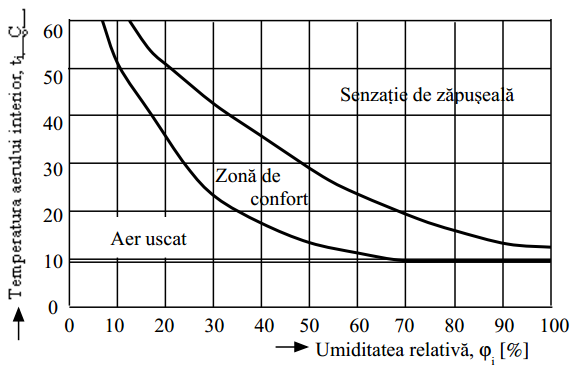 Temperatura aerului interior, ti, C
60
50
40
30
20
10
0
Senzație de zăpușeală
Zonă de
confort
Aer uscat
0 10 20 30 40 50 60 70 80 90 100
Umiditatea relativă, φi [%]